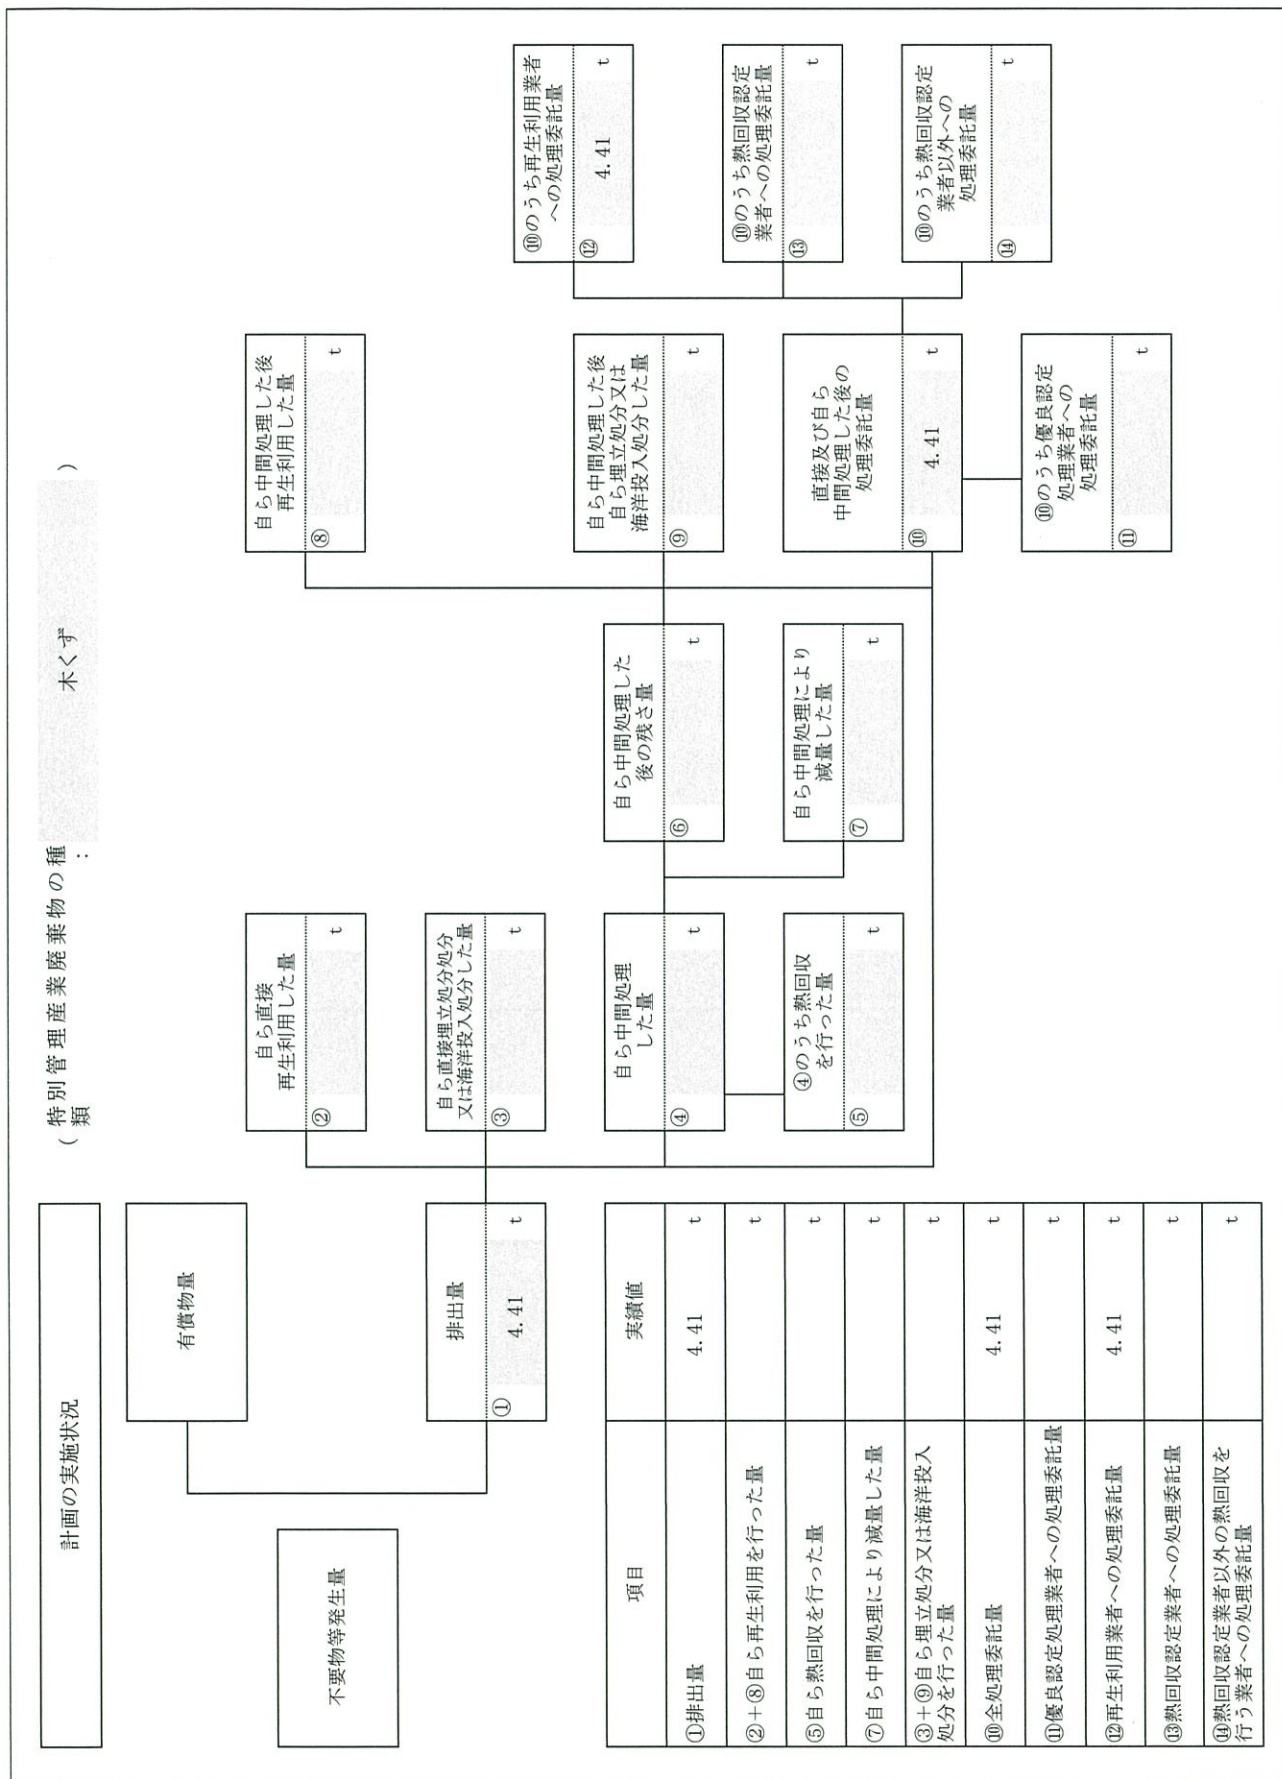 計画の実施状況
( 特別管理産業廃棄物の種
類 : 木くず )
不要物等発生量
有償物量
排出量
① 4.41 t
自ら直接
再生利用した量
② t
自ら直接埋立処分処分
又は海洋投入処分した量
③ t
自ら中間処理
した量
④ t
④のうち熱回収
を行った量
⑤ t
自ら中間処理した
後の残さ量
⑥ t
自ら中間処理により
減量した量
⑦ t
自ら中間処理した後
再生利用した量
⑧ t
自ら中間処理した後
自ら埋立処分又は
海洋投入処分した量
⑨ t
直接及び自ら
中間処理した後の
処理委託量
⑩ 4.41 t
⑩のうち優良認定
処理業者への
処理委託量
⑪ t
⑩のうち再生利用業者
への処理委託量
⑫ 4.41 t
⑩のうち熱回収認定
業者への処理委託量
⑬ t
⑩のうち熱回収認定
業者以外への
処理委託量
⑭ t
項目 実績値
①排出量 4.41 t
②+⑧自ら再生利用を行った量 t
⑤自ら熱回収を行った量 t
⑦自ら中間処理により減量した量 t
③+⑨自ら埋立処分又は海洋投入
処分を行った量 t
⑩全処理委託量 4.41 t
⑪優良認定処理業者への処理委託量 t
⑫再生利用業者への処理委託量 4.41 t
⑬熱回収認定業者への処理委託量 t
⑭熱回収認定業者以外の熱回収を
行う業者への処理委託量 t